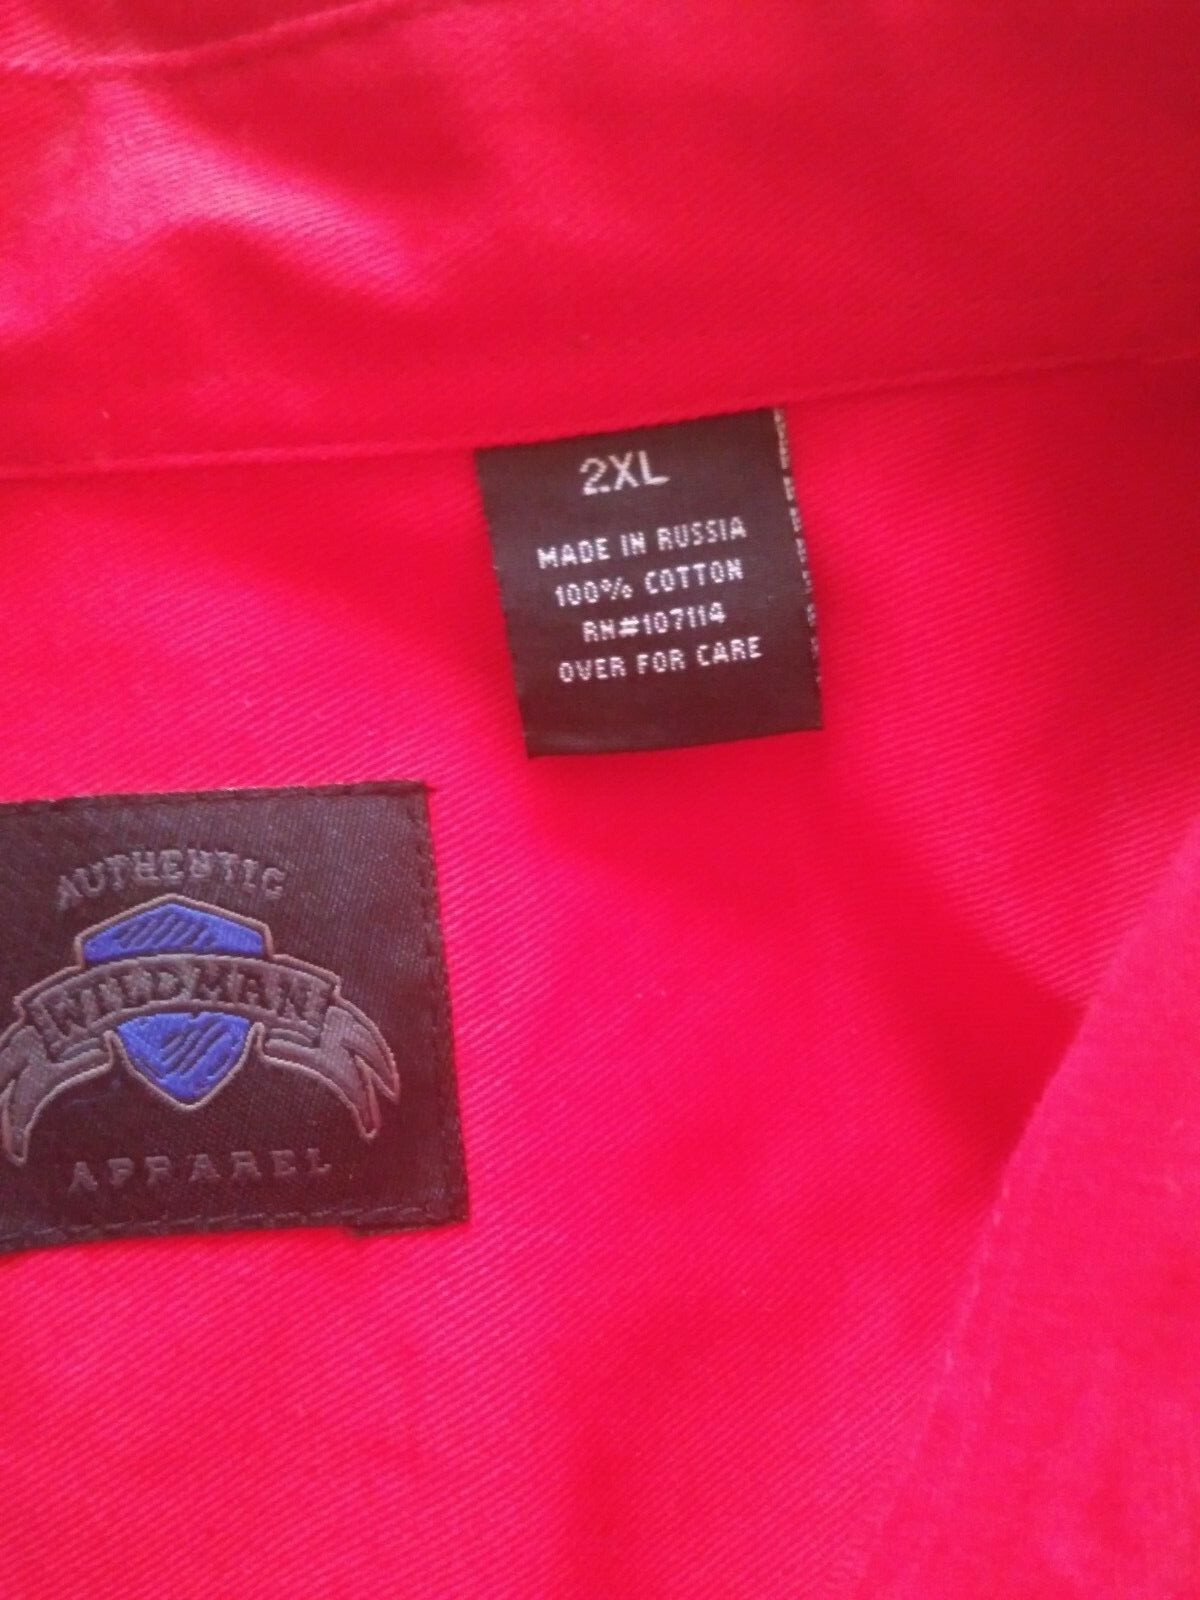 2XL
MADE IN RUSSIA
100% COTTON
RN#107114
OVER FOR CARE
AUTHENTIC
WILDMAN
APPAREL